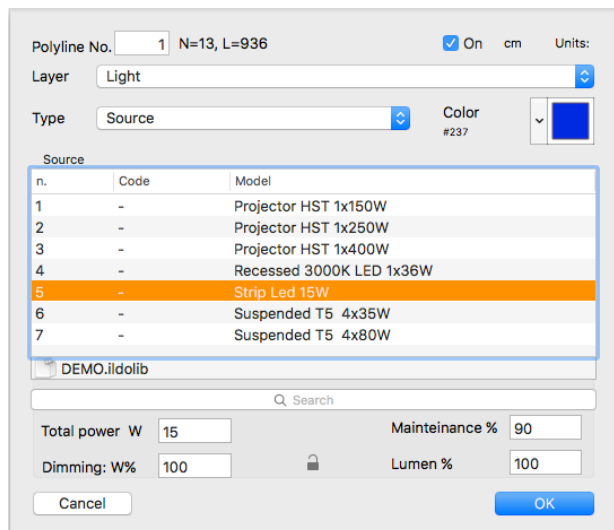 Polyline No. 1 N=13, L=936 On cm Units:
Layer Light
Type Source Color
#237
Source
n. Code Model
1 - Projector HST 1x150W
2 - Projector HST 1x250W
3 - Projector HST 1x400W
4 - Recessed 3000K LED 1x36W
5 - Strip Led 15W
6 - Suspended T5 4x35W
7 - Suspended T5 4x80W
DEMO.ildolib
Search
Total power W 15 Mainteinance % 90
Dimming: W% 100 Lumen % 100
Cancel OK